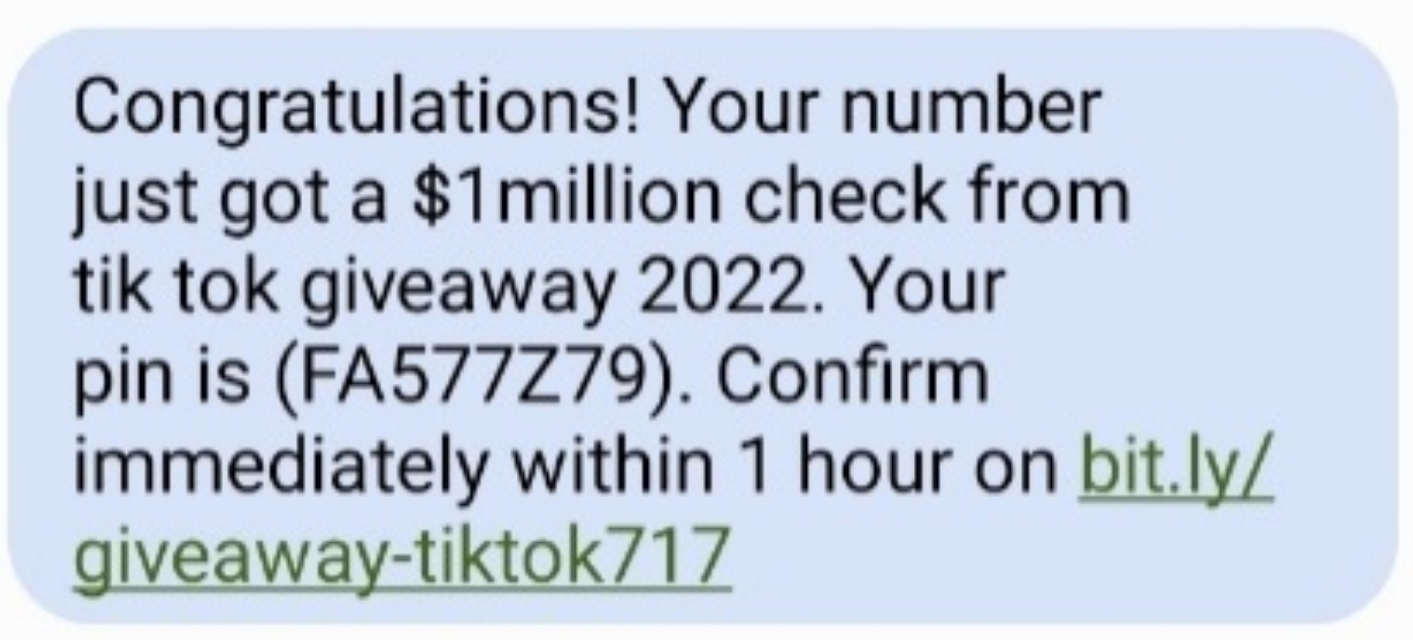 Congratulations! Your number
just got a $1million check from
tik tok giveaway 2022. Your
pin is (FA577Z79). Confirm
immediately within 1 hour on bit.ly/
giveaway-tiktok717